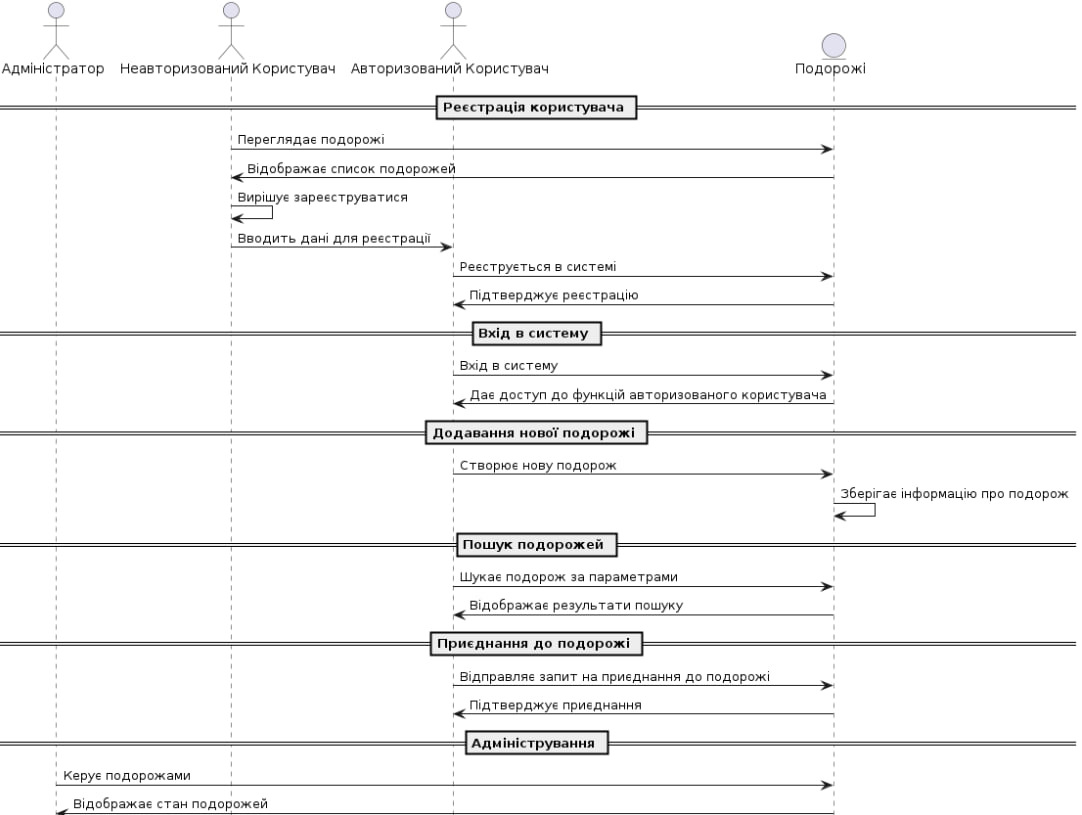 Адміністратор
Неавторизований Користувач
Авторизований Користувач
Подорожі
Реєстрація користувача
Переглядає подорожі
Відображає список подорожей
Вирішує зареєструватися
Вводить дані для реєстрації
Реєструється в системі
Підтверджує реєстрацію
Вхід в систему
Вхід в систему
Дає доступ до функцій авторизованого користувача
Додавання нової подорожі
Створює нову подорож
Зберігає інформацію про подорож
Пошук подорожей
Шукає подорож за параметрами
Відображає результати пошуку
Приєднання до подорожі
Відправляє запит на приєднання до подорожі
Підтверджує приєднання
Адміністрування
Керує подорожами
Відображає стан подорожей